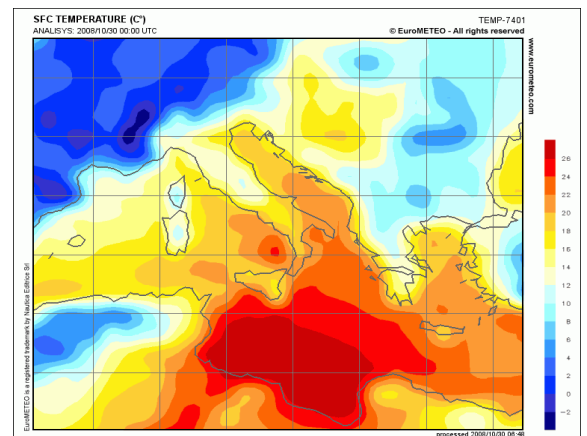 SFC TEMPERATURE (C°)
TEMP-7401
ANALISYS: 2008/10/30 00:00 UTC
© EuroMETEO - All rights reserved
www.eurometeo.com
EuroMETEO is a registered trademark by Nautica Editrice Srl
26
24
22
20
18
16
14
12
10
8
6
4
2
0
−2
processed 2008/10/30 06:48